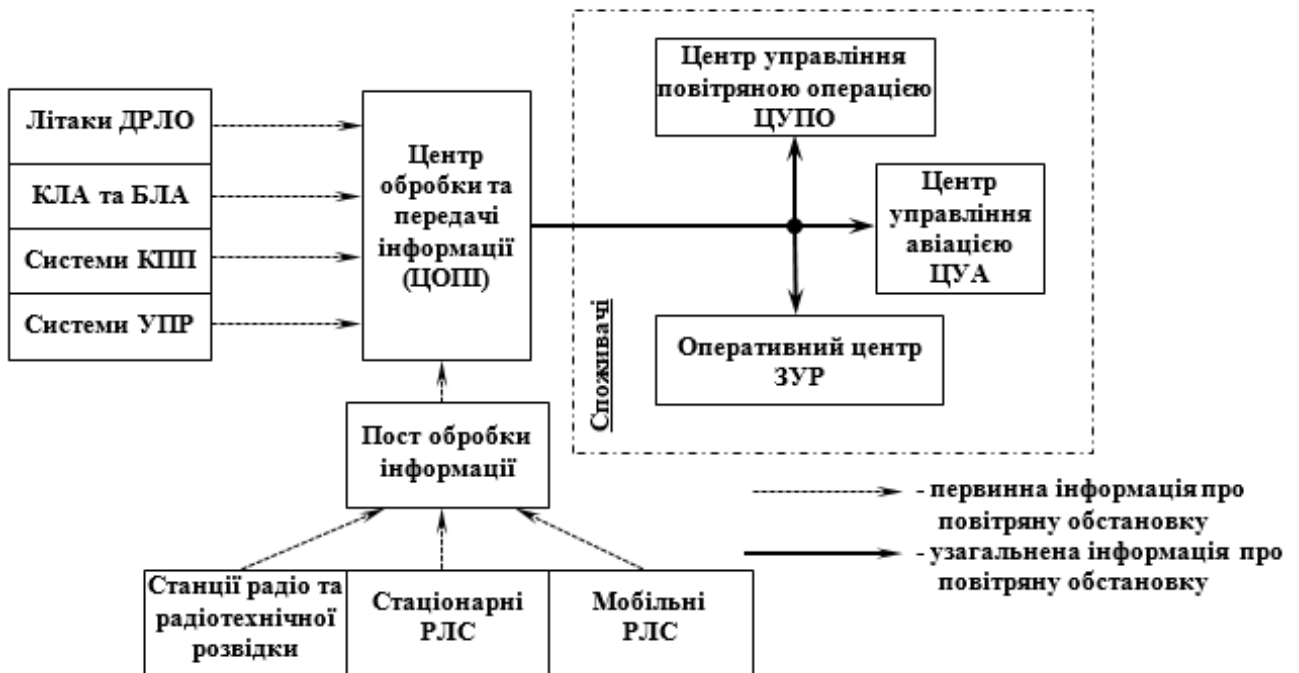 Літаки ДРЛО
КЛА та БЛА
Системи КПП
Системи УПР
Центр
обробки та
передачі
інформації
(ЦОПІ)
Центр управління
повітряною операцією
ЦУПО
Центр
управління
авіацією
ЦУА
Оперативний центр
ЗУР
Споживачі
Пост обробки
інформації
Станції радіо та
радіотехнічної
розвідки
Стаціонарні
РЛС
Мобільні
РЛС
- первинна інформація про
повітряну обстановку
- узагальнена інформація про
повітряну обстановку